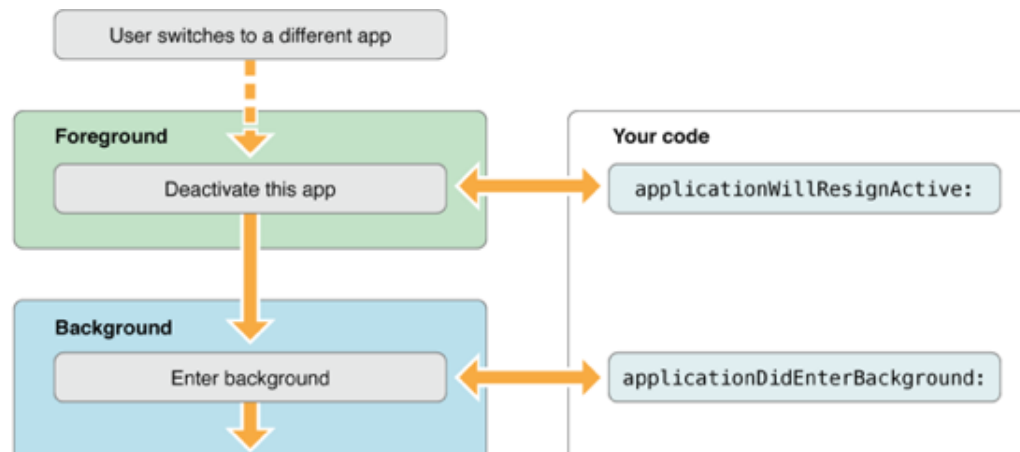 User switches to a different app
Foreground
Your code
Deactivate this app
applicationWillResignActive:
Background
Enter background
applicationDidEnterBackground: